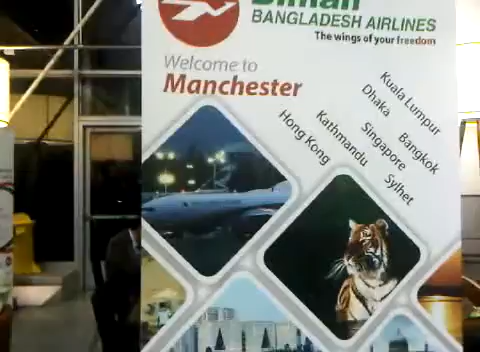 Biman
BANGLADESH AIRLINES
The wings of your freedom
Welcome to
Manchester
Kuala Lumpur
Dhaka
Bangkok
Singapore
Kathmandu
Sylhet
Hong Kong